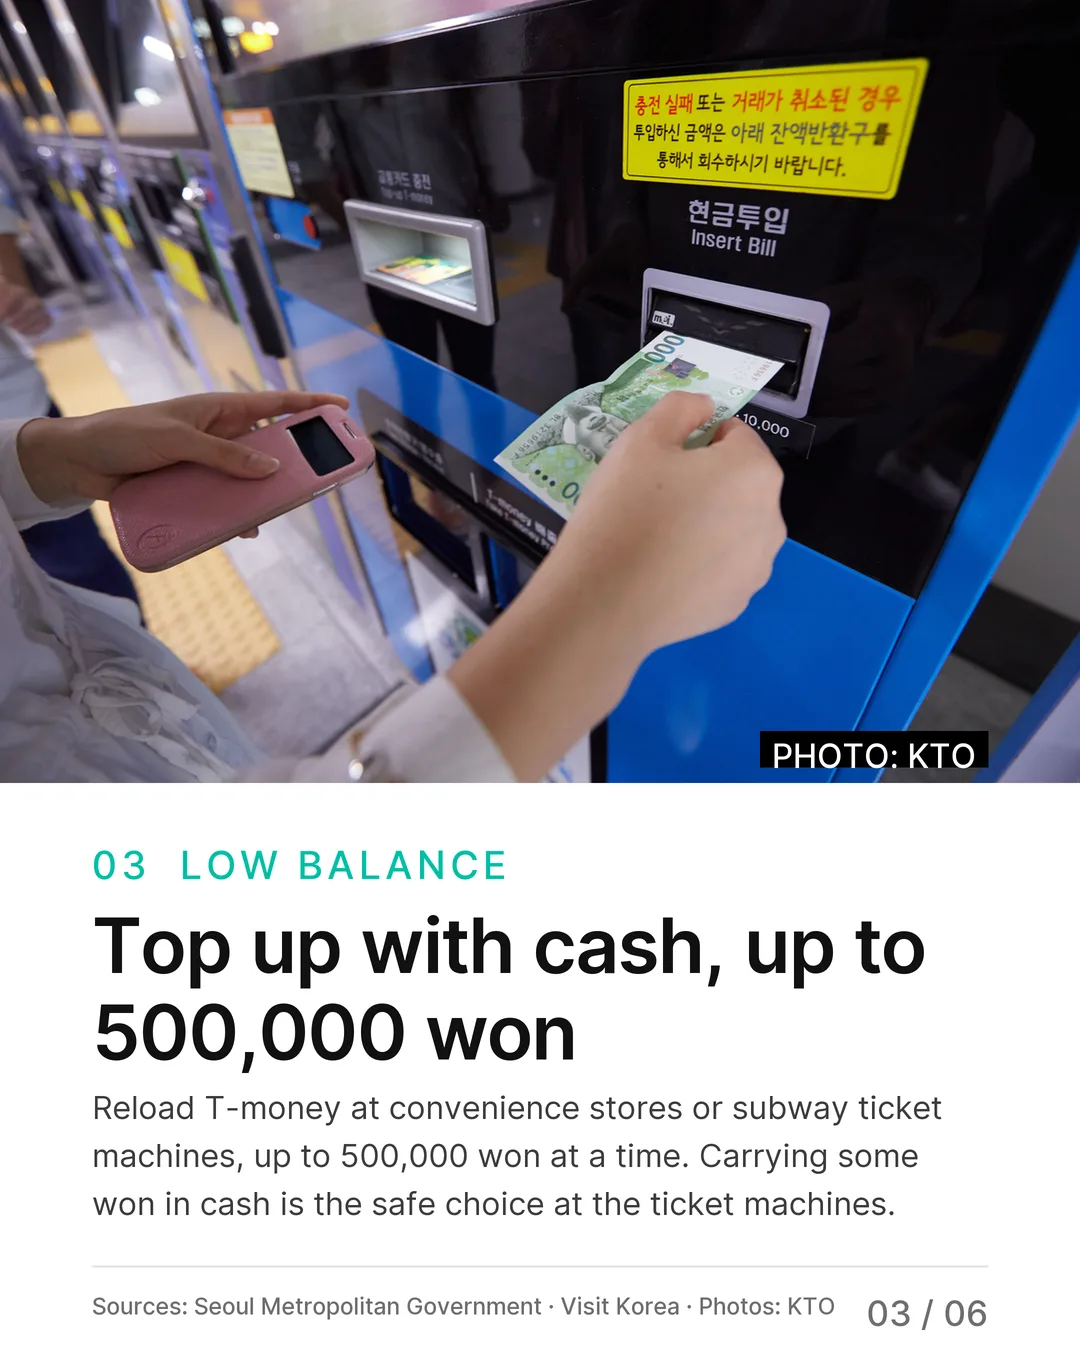 충전 실패 또는 거래가 취소된 경우
투입하신 금액은 아래 잔액반환구를
통해서 회수하시기 바랍니다.
현금투입
Insert Bill
10,000
T-money
PHOTO: KTO
03 LOW BALANCE
Top up with cash, up to
500,000 won
Reload T-money at convenience stores or subway ticket
machines, up to 500,000 won at a time. Carrying some
won in cash is the safe choice at the ticket machines.
Sources: Seoul Metropolitan Government · Visit Korea · Photos: KTO
03 / 06